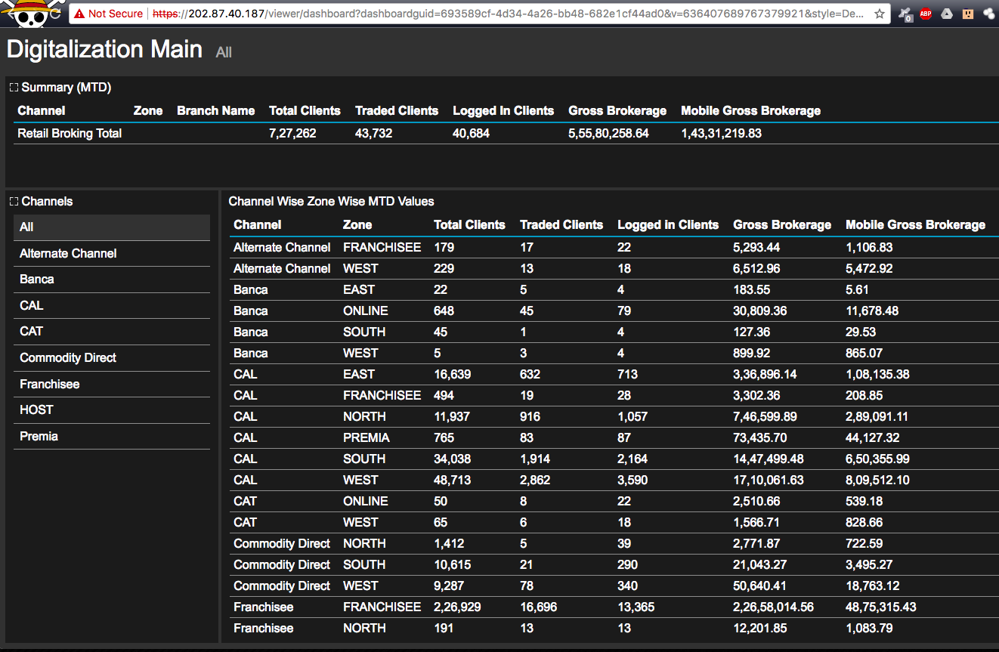 Not Secure https://202.87.40.187/viewer/dashboard?dashboardguid=693589cf-4d34-4a26-bb48-682e1cf44ad0&v=636407689767379921&style=De... 0 ABP
Digitalization Main All
Summary (MTD)
Channel Zone Branch Name Total Clients Traded Clients Logged In Clients Gross Brokerage Mobile Gross Brokerage
Retail Broking Total 7,27,262 43,732 40,684 5,55,80,258.64 1,43,31,219.83
Channels
All
Alternate Channel
Banca
CAL
CAT
Commodity Direct
Franchisee
HOST
Premia
Channel Wise Zone Wise MTD Values
Channel Zone Total Clients Traded Clients Logged in Clients Gross Brokerage Mobile Gross Brokerage
Alternate Channel FRANCHISEE 179 17 22 5,293.44 1,106.83
Alternate Channel WEST 229 13 18 6,512.96 5,472.92
Banca EAST 22 5 4 183.55 5.61
Banca ONLINE 648 45 79 30,809.36 11,678.48
Banca SOUTH 45 1 4 127.36 29.53
Banca WEST 5 3 4 899.92 865.07
CAL EAST 16,639 632 713 3,36,896.14 1,08,135.38
CAL FRANCHISEE 494 19 28 3,302.36 208.85
CAL NORTH 11,937 916 1,057 7,46,599.89 2,89,091.11
CAL PREMIA 765 83 87 73,435.70 44,127.32
CAL SOUTH 34,038 1,914 2,164 14,47,499.48 6,50,355.99
CAL WEST 48,713 2,862 3,590 17,10,061.63 8,09,512.10
CAT ONLINE 50 8 22 2,510.66 539.18
CAT WEST 65 6 18 1,566.71 828.66
Commodity Direct NORTH 1,412 5 39 2,771.87 722.59
Commodity Direct SOUTH 10,615 21 290 21,043.27 3,495.27
Commodity Direct WEST 9,287 78 340 50,640.41 18,763.12
Franchisee FRANCHISEE 2,26,929 16,696 13,365 2,26,58,014.56 48,75,315.43
Franchisee NORTH 191 13 13 12,201.85 1,083.79